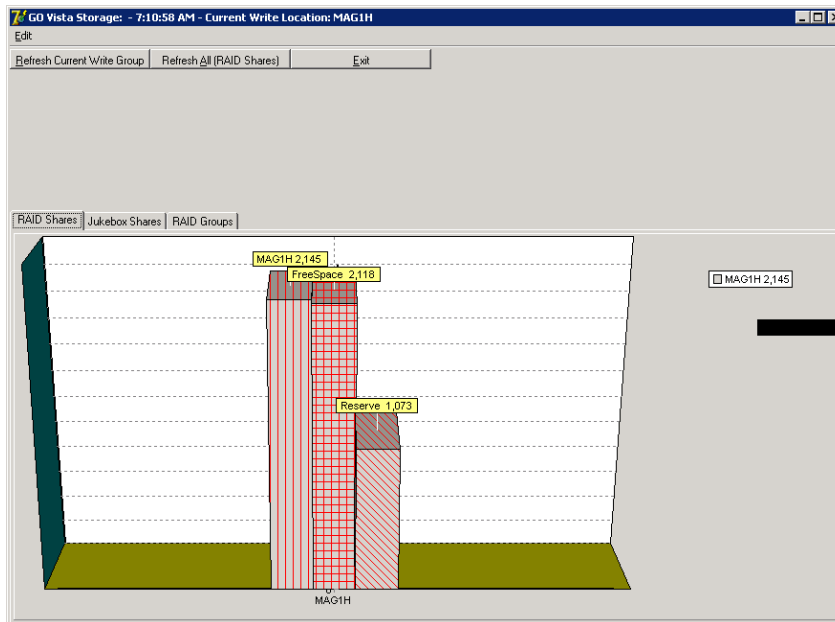 GO Vista Storage: - 7:10:58 AM - Current Write Location: MAG1H
Edit
Refresh Current Write Group Refresh All (RAID Shares) Exit
RAID Shares Jukebox Shares RAID Groups
MAG1H 2,145
FreeSpace 2,118
MAG1H 2,145
Reserve 1,073
0
MAG1H